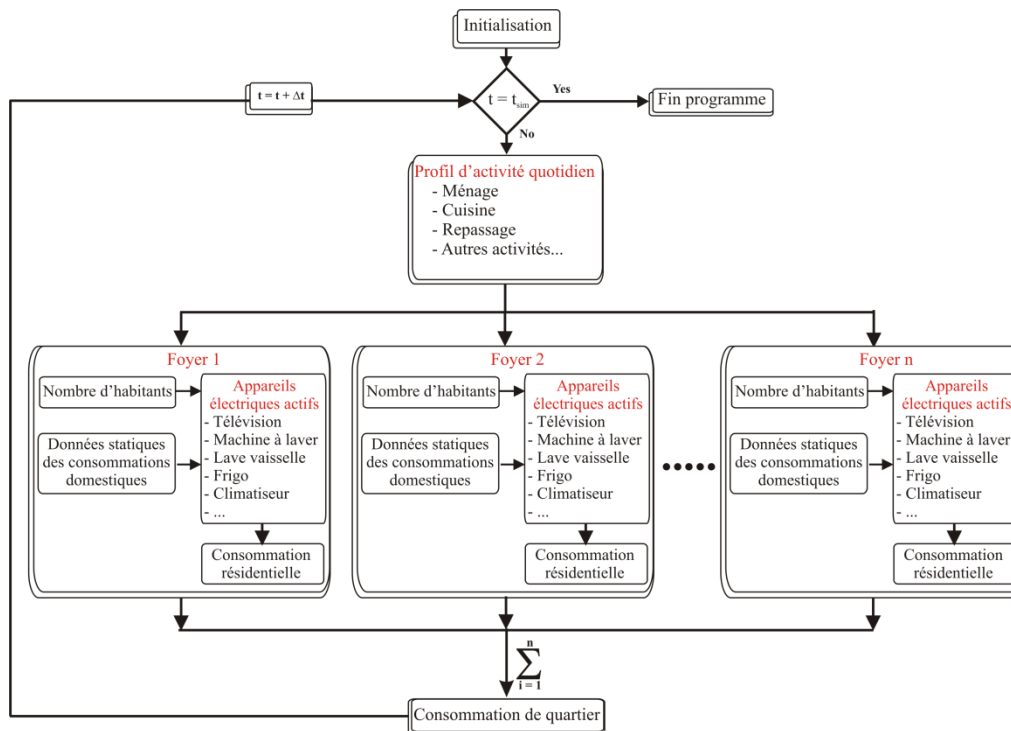 Initialisation
t = t + Δt
t = tsim
Yes
Fin programme
No
Profil d'activité quotidien
- Ménage
- Cuisine
- Repassage
- Autres activités...
Foyer 1
Nombre d'habitants
Données statiques
des consommations
domestiques
Appareils
électriques actifs
- Télévision
- Machine à laver
- Lave vaisselle
- Frigo
- Climatiseur
- ...
Consommation
résidentielle
Foyer 2
Nombre d'habitants
Données statiques
des consommations
domestiques
Appareils
électriques actifs
- Télévision
- Machine à laver
- Lave vaisselle
- Frigo
- Climatiseur
- ...
Consommation
résidentielle
Foyer n
Nombre d'habitants
Données statiques
des consommations
domestiques
Appareils
électriques actifs
- Télévision
- Machine à laver
- Lave vaisselle
- Frigo
- Climatiseur
- ...
Consommation
résidentielle
n
∑
i = 1
Consommation de quartier